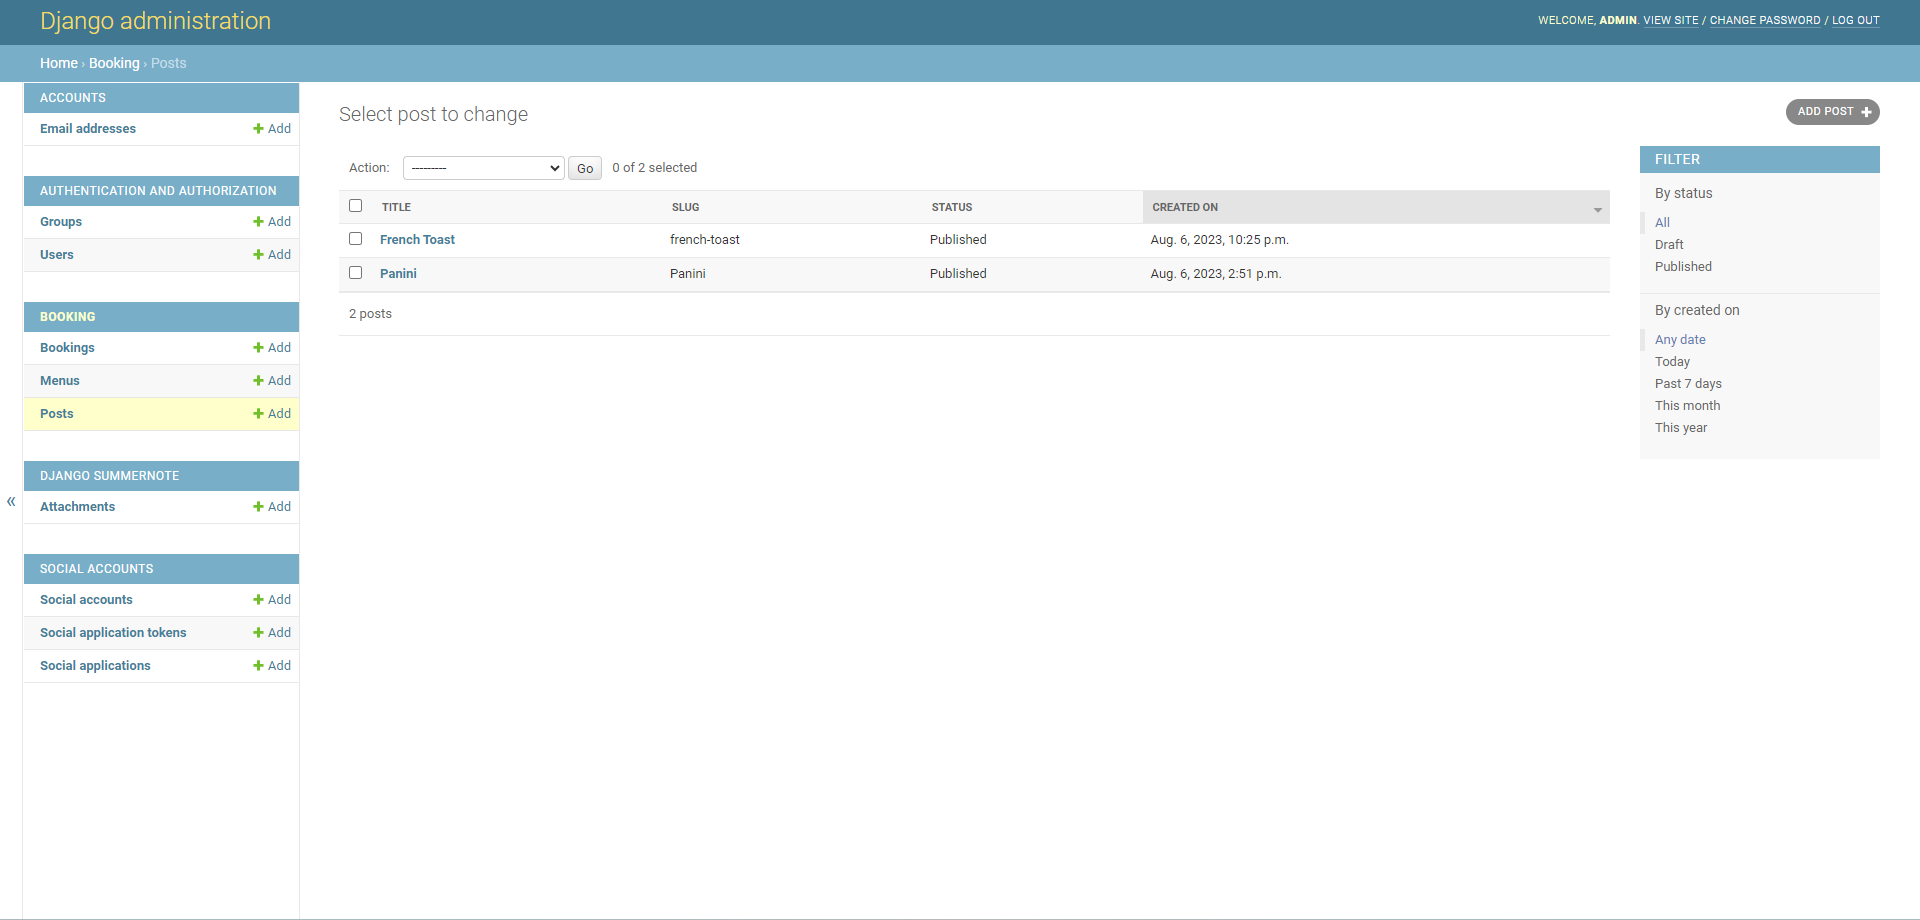 Django administration
WELCOME, ADMIN. VIEW SITE / CHANGE PASSWORD / LOG OUT
Home › Booking › Posts
ACCOUNTS
Email addresses + Add
AUTHENTICATION AND AUTHORIZATION
Groups + Add
Users + Add
BOOKING
Bookings + Add
Menus + Add
Posts + Add
DJANGO SUMMERNOTE
Attachments + Add
SOCIAL ACCOUNTS
Social accounts + Add
Social application tokens + Add
Social applications + Add
«
Select post to change
ADD POST +
Action: --------- Go 0 of 2 selected
TITLE SLUG STATUS CREATED ON
French Toast french-toast Published Aug. 6, 2023, 10:25 p.m.
Panini Panini Published Aug. 6, 2023, 2:51 p.m.
2 posts
FILTER
By status
All
Draft
Published
By created on
Any date
Today
Past 7 days
This month
This year